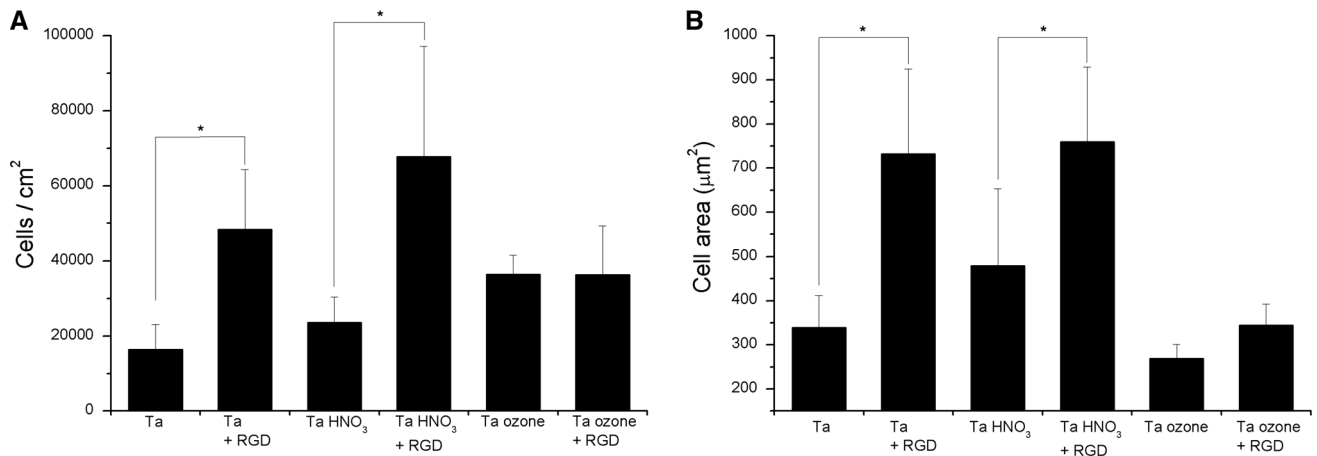 A
Cells / cm²
100000
80000
60000
40000
20000
0
*
*
Ta
Ta
+ RGD
Ta HNO₃
Ta HNO₃
+ RGD
Ta ozone
Ta ozone
+ RGD
B
Cell area (μm²)
1000
900
800
700
600
500
400
300
200
*
*
Ta
Ta
+ RGD
Ta HNO₃
Ta HNO₃
+ RGD
Ta ozone
Ta ozone
+ RGD